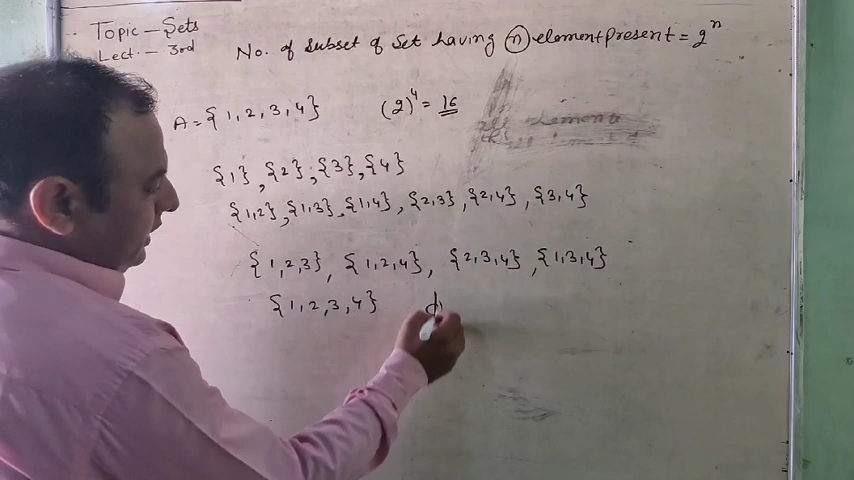 Topic - Sets
Lect. - 3rd
No. of subset of set having n element present = 2^n
A = { 1, 2, 3, 4 } (2)^4 = 16
{1}, {2}, {3}, {4}
{1,2}, {1,3}, {1,4}, {2,3}, {2,4}, {3,4}
{1,2,3}, {1,2,4}, {2,3,4}, {1,3,4}
{1,2,3,4}